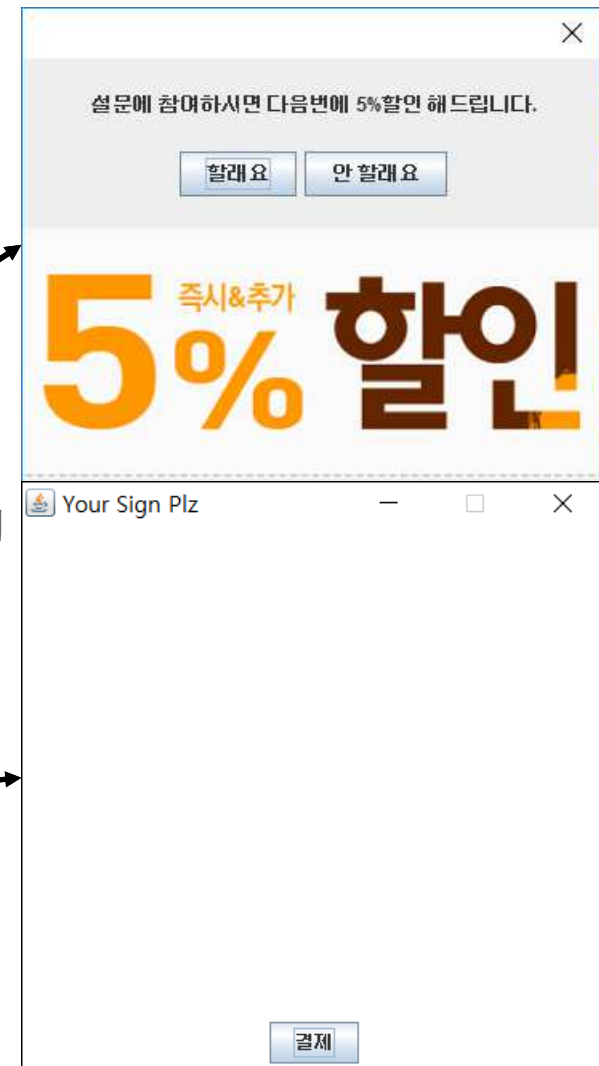 설문에 참여하시면 다음번에 5%할인 해드립니다.
할래요 안 할래요
5% 즉시&추가 할인
Your Sign Plz
결제